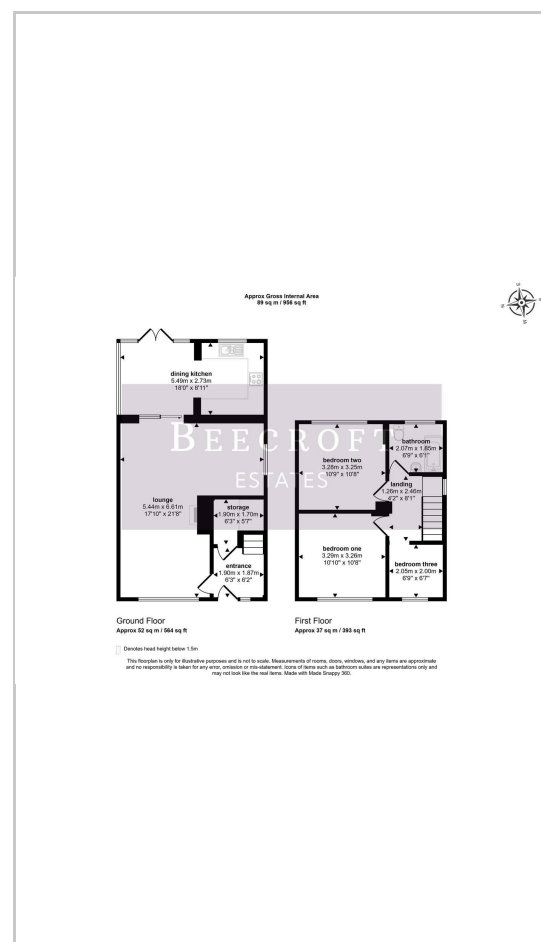 Approx Gross Internal Area
89 sq m / 956 sq ft
dining kitchen
5.49m x 2.73m
18'0" x 8'11"
BEECROFT
ESTATES
lounge
5.44m x 6.61m
17'10" x 21'8"
storage
1.90m x 1.70m
6'3" x 5'7"
entrance
1.90m x 1.87m
6'3" x 6'2"
bedroom two
3.28m x 3.25m
10'9" x 10'8"
bathroom
2.07m x 1.85m
6'9" x 6'1"
landing
1.26m x 2.46m
4'2" x 8'1"
bedroom one
3.29m x 3.26m
10'10" x 10'8"
bedroom three
2.05m x 2.00m
6'9" x 6'7"
Ground Floor
Approx 52 sq m / 564 sq ft
First Floor
Approx 37 sq m / 393 sq ft
Denotes head height below 1.5m
This floorplan is only for illustrative purposes and is not to scale. Measurements of rooms, doors, windows, and any items are approximate
and no responsibility is taken for any error, omission or mis-statement. Icons of items such as bathroom suites are representations only and
may not look like the real items. Made with Made Snappy 360.